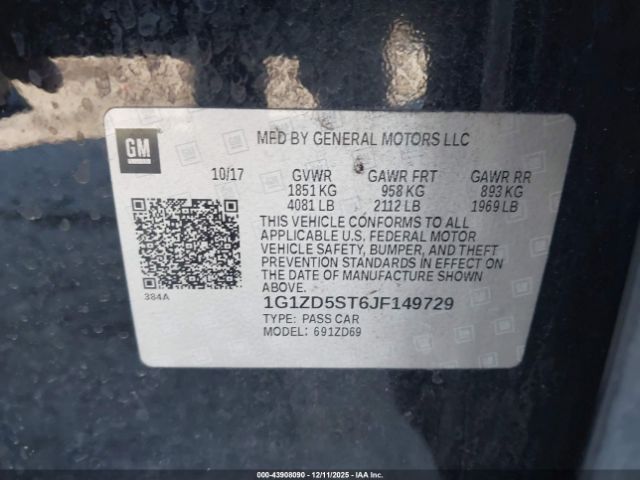 GM
MFD BY GENERAL MOTORS LLC
10/17 GVWR GAWR FRT GAWR RR
1851 KG 958 KG 893 KG
4081 LB 2112 LB 1969 LB
THIS VEHICLE CONFORMS TO ALL
APPLICABLE U.S. FEDERAL MOTOR
VEHICLE SAFETY, BUMPER, AND THEFT
PREVENTION STANDARDS IN EFFECT ON
THE DATE OF MANUFACTURE SHOWN
ABOVE.
384A
1G1ZD5ST6JF149729
TYPE: PASS CAR
MODEL: 691ZD69
000-43908090 - 12/11/2025 - IAAI.com